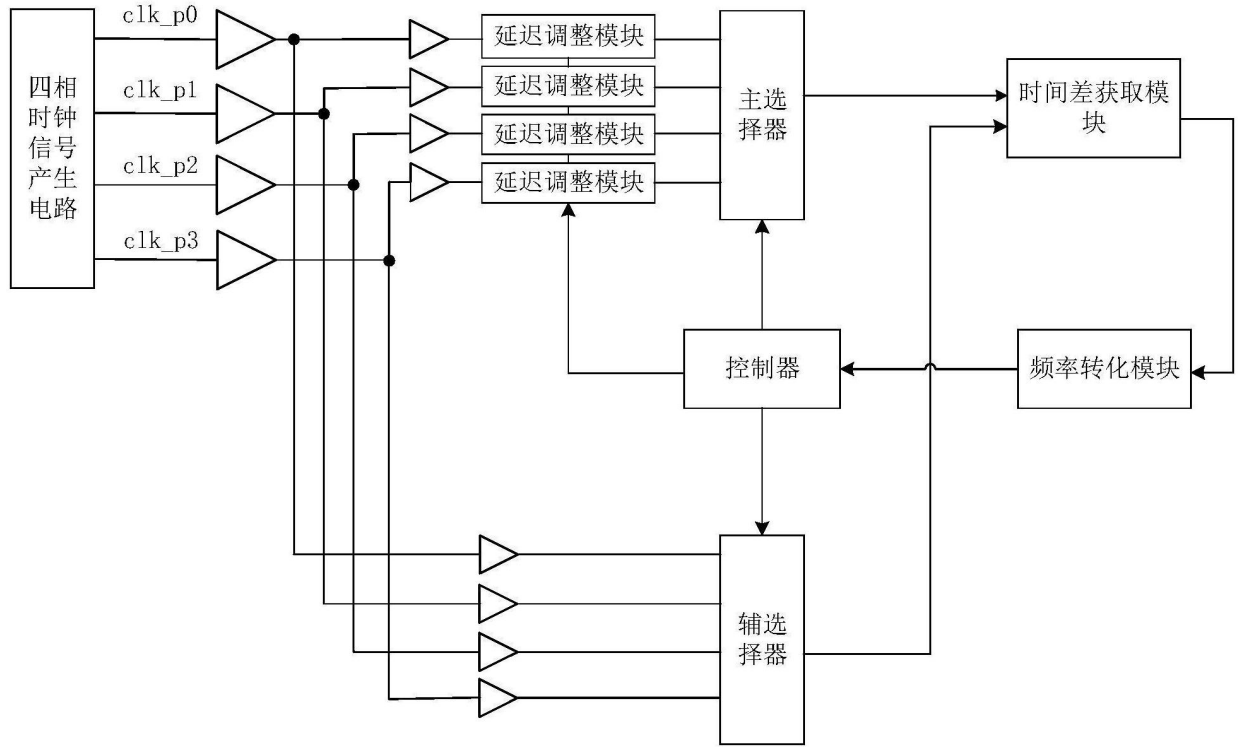 四相
时钟
信号
产生
电路
clk_p0
clk_p1
clk_p2
clk_p3
延迟调整模块
延迟调整模块
延迟调整模块
延迟调整模块
主选
择器
时间差获取模
块
控制器
频率转化模块
辅选
择器